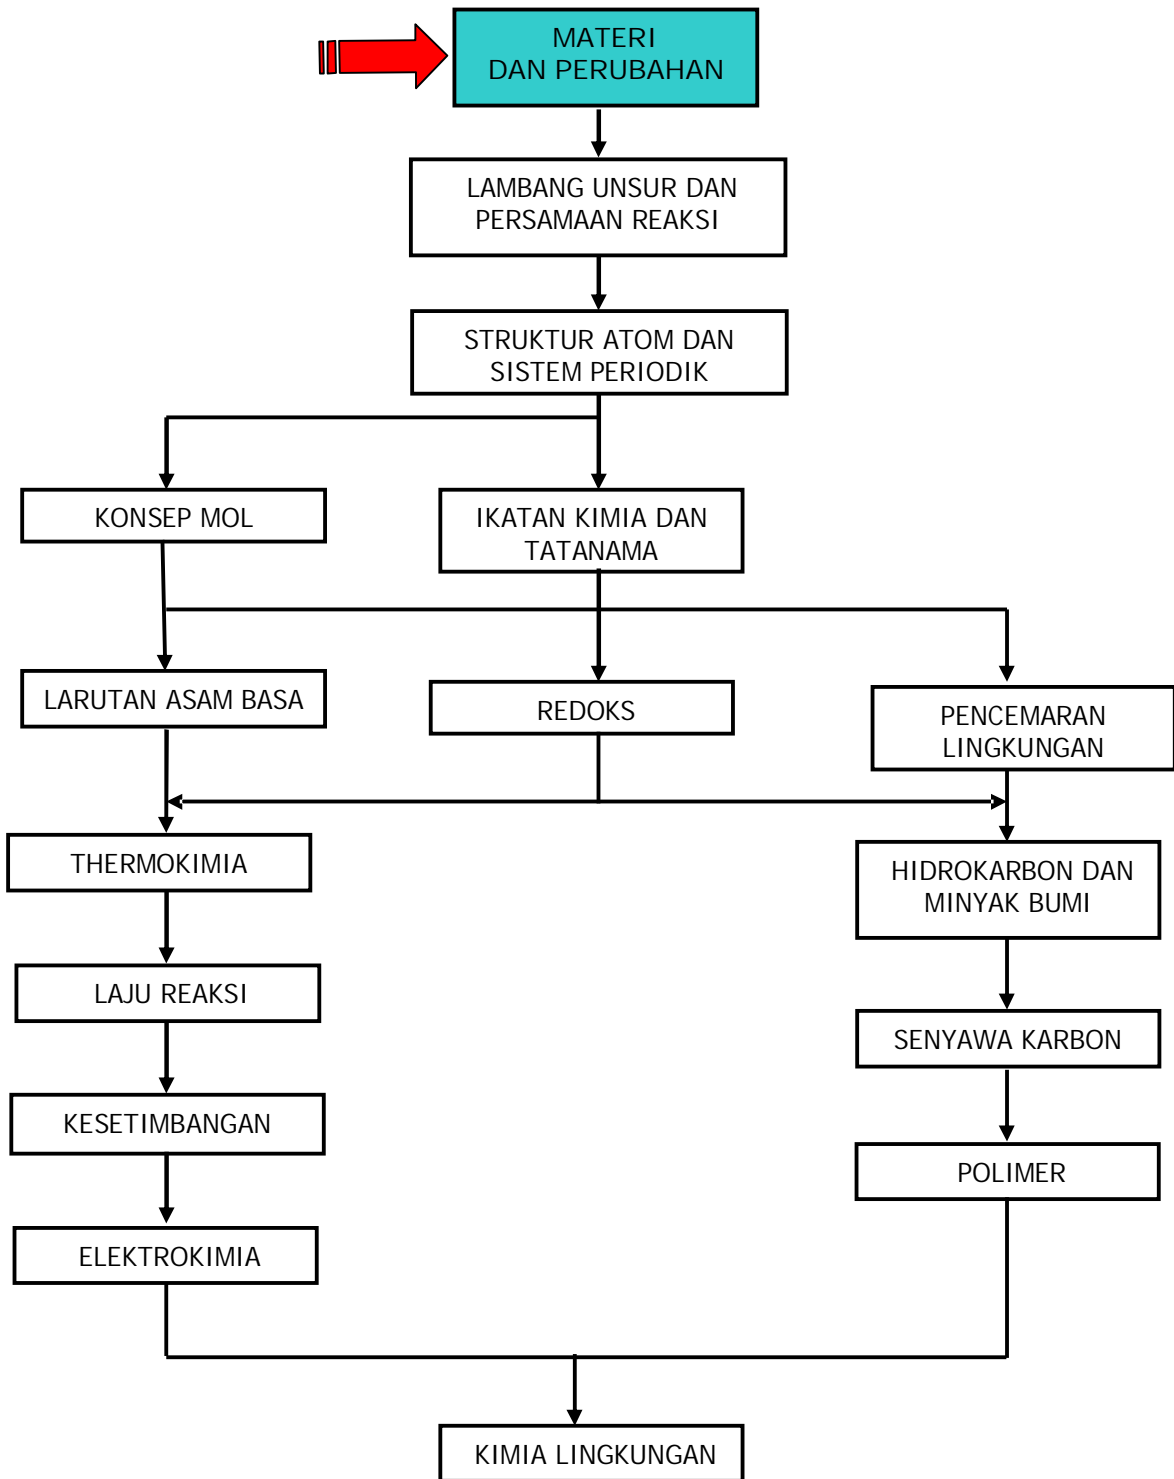 MATERI
DAN PERUBAHAN
LAMBANG UNSUR DAN
PERSAMAAN REAKSI
STRUKTUR ATOM DAN
SISTEM PERIODIK
KONSEP MOL
IKATAN KIMIA DAN
TATANAMA
LARUTAN ASAM BASA
REDOKS
PENCEMARAN
LINGKUNGAN
THERMOKIMIA
HIDROKARBON DAN
MINYAK BUMI
LAJU REAKSI
SENYAWA KARBON
KESETIMBANGAN
POLIMER
ELEKTROKIMIA
KIMIA LINGKUNGAN